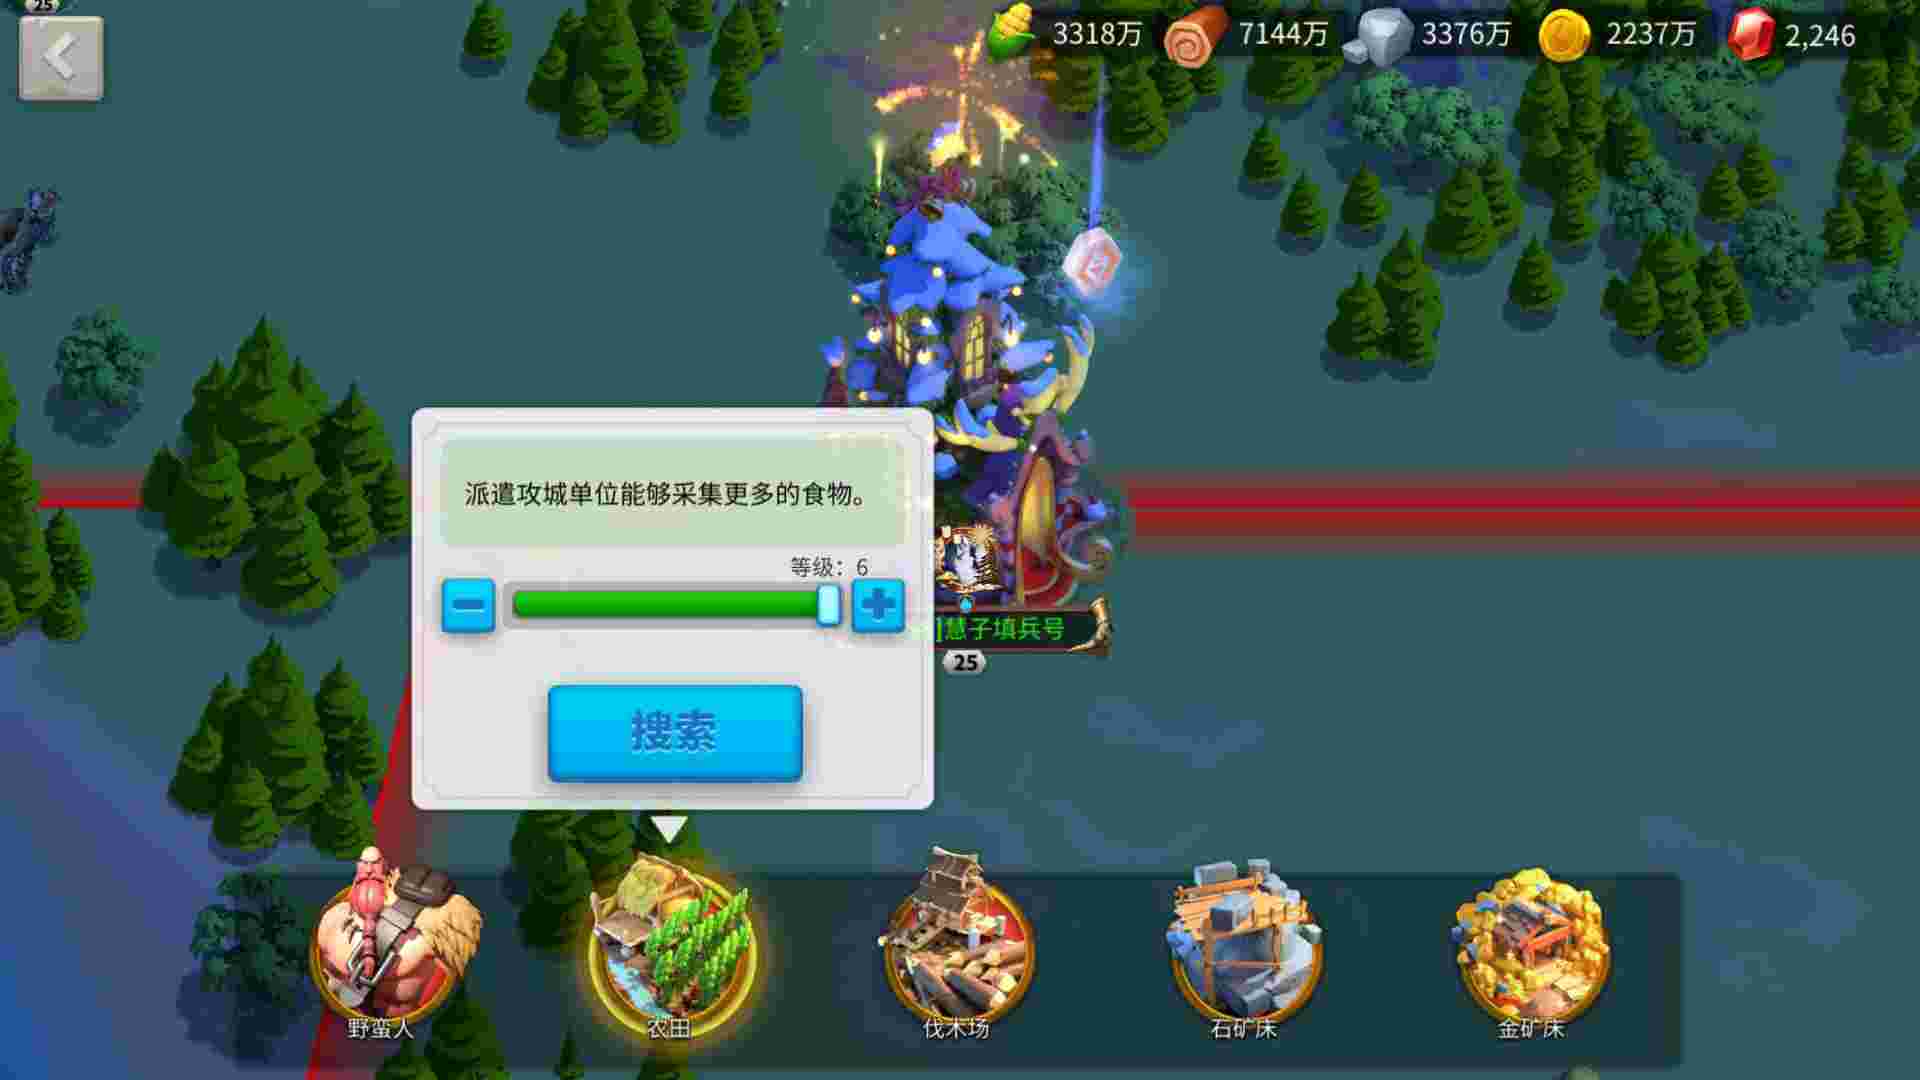 25
3318万
7144万
3376万
2237万
2,246
派遣攻城单位能够采集更多的食物。
等级：6
搜索
]慧子填兵号
25
野蛮人
农田
伐木场
石矿床
金矿床